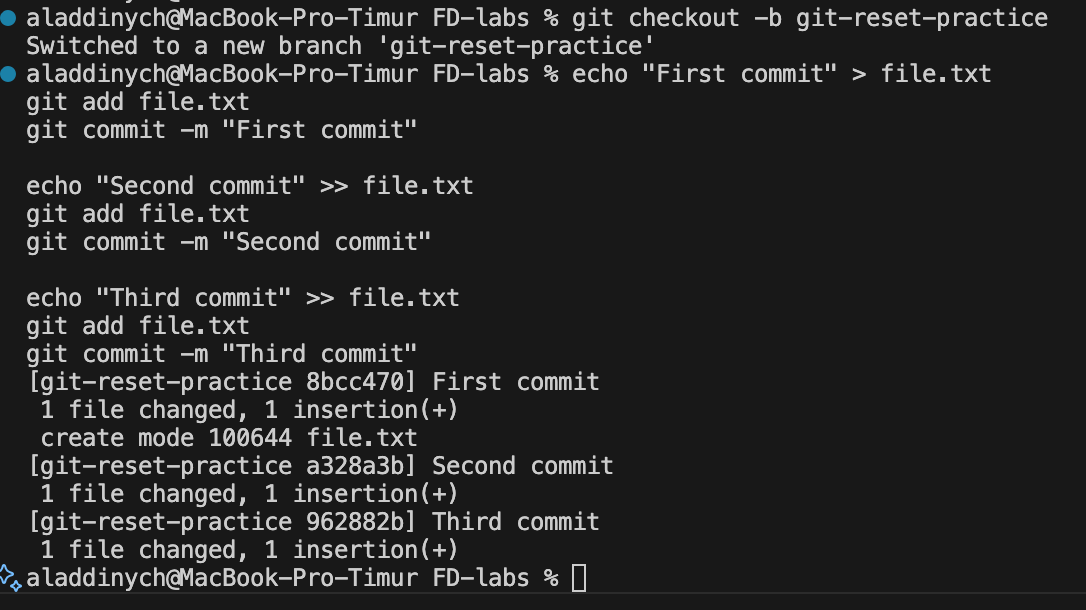 aladdinych@MacBook-Pro-Timur FD-labs % git checkout -b git-reset-practice
Switched to a new branch 'git-reset-practice'
aladdinych@MacBook-Pro-Timur FD-labs % echo "First commit" > file.txt
git add file.txt
git commit -m "First commit"

echo "Second commit" >> file.txt
git add file.txt
git commit -m "Second commit"

echo "Third commit" >> file.txt
git add file.txt
git commit -m "Third commit"
[git-reset-practice 8bcc470] First commit
 1 file changed, 1 insertion(+)
 create mode 100644 file.txt
[git-reset-practice a328a3b] Second commit
 1 file changed, 1 insertion(+)
[git-reset-practice 962882b] Third commit
 1 file changed, 1 insertion(+)
aladdinych@MacBook-Pro-Timur FD-labs %